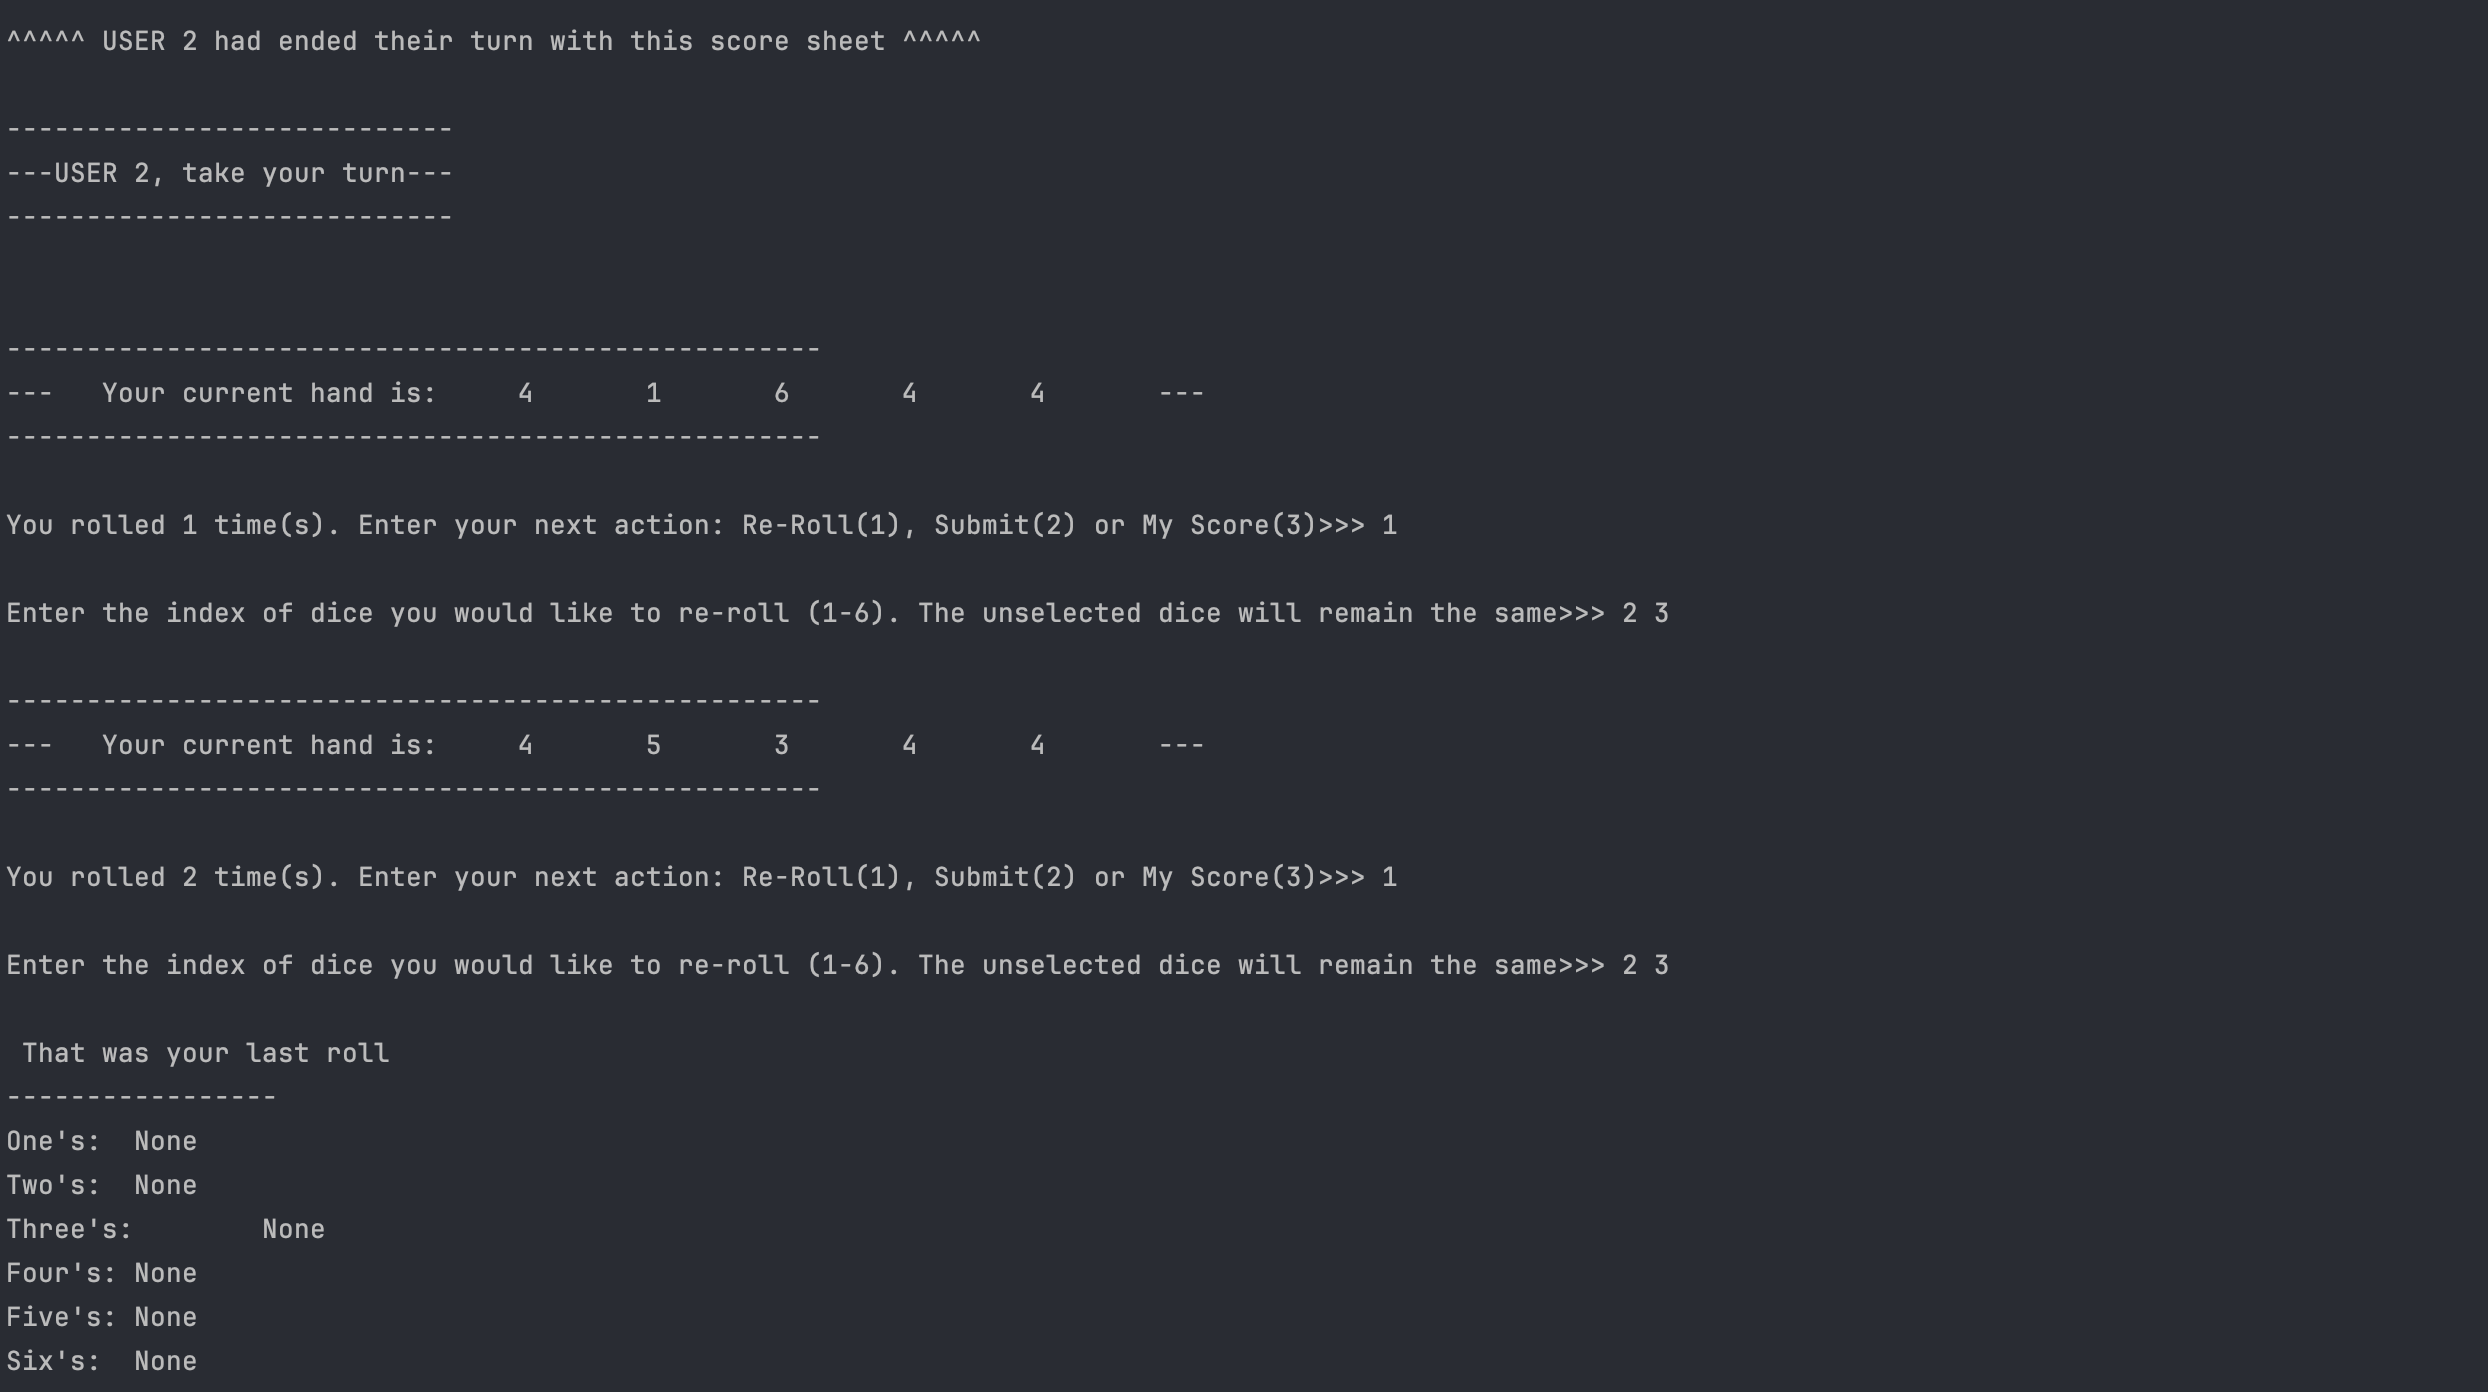 ^^^^^ USER 2 had ended their turn with this score sheet ^^^^^
----------------------------
---USER 2, take your turn---
----------------------------
---------------------------------------------------
---   Your current hand is:     4       1       6       4       4       ---
---------------------------------------------------
You rolled 1 time(s). Enter your next action: Re-Roll(1), Submit(2) or My Score(3)>>> 1
Enter the index of dice you would like to re-roll (1-6). The unselected dice will remain the same>>> 2 3
---------------------------------------------------
---   Your current hand is:     4       5       3       4       4       ---
---------------------------------------------------
You rolled 2 time(s). Enter your next action: Re-Roll(1), Submit(2) or My Score(3)>>> 1
Enter the index of dice you would like to re-roll (1-6). The unselected dice will remain the same>>> 2 3
 That was your last roll
-----------------
One's:  None
Two's:  None
Three's:        None
Four's: None
Five's: None
Six's:  None